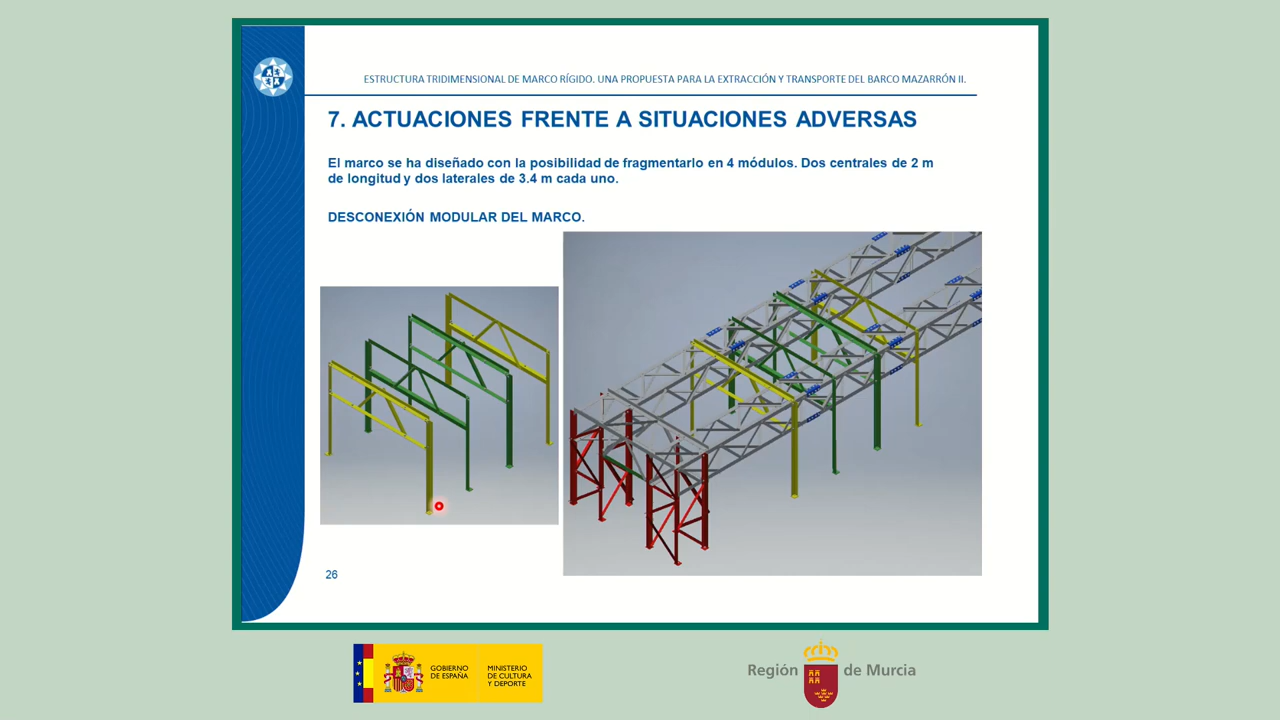 ESTRUCTURA TRIDIMENSIONAL DE MARCO RÍGIDO. UNA PROPUESTA PARA LA EXTRACCIÓN Y TRANSPORTE DEL BARCO MAZARRÓN II.
7. ACTUACIONES FRENTE A SITUACIONES ADVERSAS
El marco se ha diseñado con la posibilidad de fragmentarlo en 4 módulos. Dos centrales de 2 m
de longitud y dos laterales de 3.4 m cada uno.
DESCONEXIÓN MODULAR DEL MARCO.
26
GOBIERNO
DE ESPAÑA
MINISTERIO
DE CULTURA
Y DEPORTE
Región de Murcia